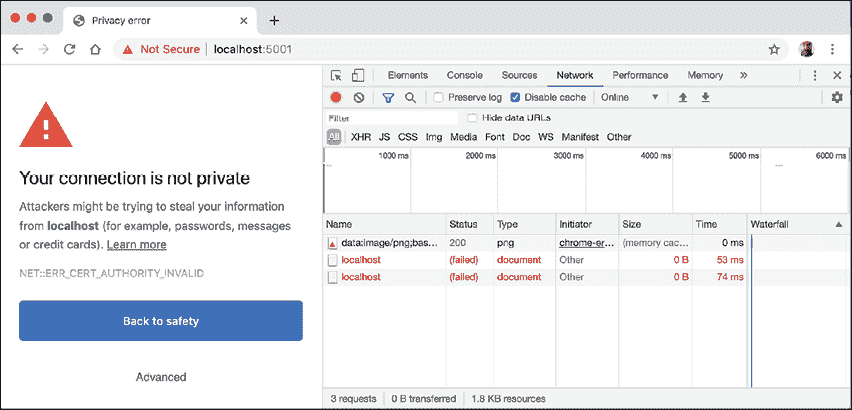 Privacy error
Not Secure
localhost:5001
Your connection is not private
Attackers might be trying to steal your information
from localhost (for example, passwords, messages
or credit cards). Learn more
NET::ERR_CERT_AUTHORITY_INVALID
Back to safety
Advanced
Elements Console Sources Network Performance Memory »
Preserve log Disable cache Online
Filter Hide data URLs
All XHR JS CSS Img Media Font Doc WS Manifest Other
1000 ms 2000 ms 3000 ms 4000 ms 5000 ms 6000 ms
Name Status Type Initiator Size Time Waterfall
data:image/png;bas... 200 png chrome-er... (memory cac... 0 ms
localhost (failed) document Other 0 B 53 ms
localhost (failed) document Other 0 B 74 ms
3 requests 0 B transferred 1.8 KB resources